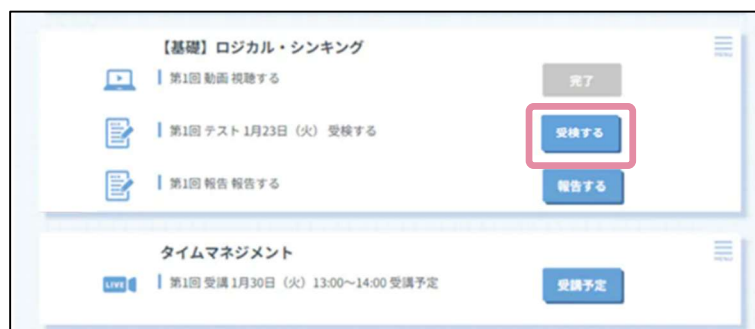 【基礎】ロジカル・シンキング
MENU
第1回 動画 視聴する
完了
第1回 テスト 1月23日（火） 受検する
受検する
第1回 報告 報告する
報告する
タイムマネジメント
MENU
LIVE
第1回 受講 1月30日（火）13:00～14:00 受講予定
受講予定